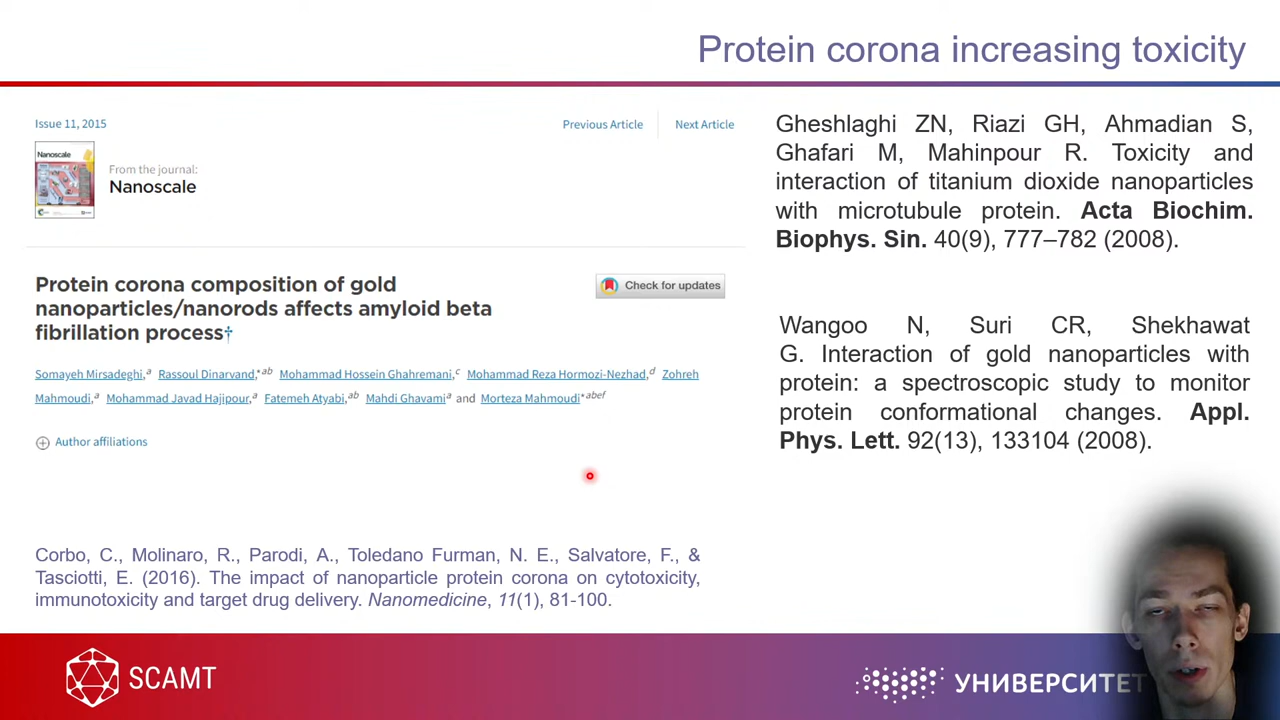 Protein corona increasing toxicity
Issue 11, 2015
Previous Article
Next Article
Nanoscale
From the journal:
Nanoscale
Protein corona composition of gold
nanoparticles/nanorods affects amyloid beta
fibrillation process†
Check for updates
Somayeh Mirsadeghi,ᵃ Rassoul Dinarvand,*ᵃᵇ Mohammad Hossein Ghahremani,ᶜ Mohammad Reza Hormozi-Nezhad,ᵈ Zohreh
Mahmoudi,ᵃ Mohammad Javad Hajipour,ᵃ Fatemeh Atyabi,ᵃᵇ Mahdi Ghavamiᵃ and Morteza Mahmoudi*ᵃᵇᵉᶠ
Author affiliations
Corbo, C., Molinaro, R., Parodi, A., Toledano Furman, N. E., Salvatore, F., &
Tasciotti, E. (2016). The impact of nanoparticle protein corona on cytotoxicity,
immunotoxicity and target drug delivery. Nanomedicine, 11(1), 81-100.
Gheshlaghi ZN, Riazi GH, Ahmadian S,
Ghafari M, Mahinpour R. Toxicity and
interaction of titanium dioxide nanoparticles
with microtubule protein. Acta Biochim.
Biophys. Sin. 40(9), 777–782 (2008).
Wangoo N, Suri CR, Shekhawat
G. Interaction of gold nanoparticles with
protein: a spectroscopic study to monitor
protein conformational changes. Appl.
Phys. Lett. 92(13), 133104 (2008).
SCAMT
УНИВЕРСИТЕТ